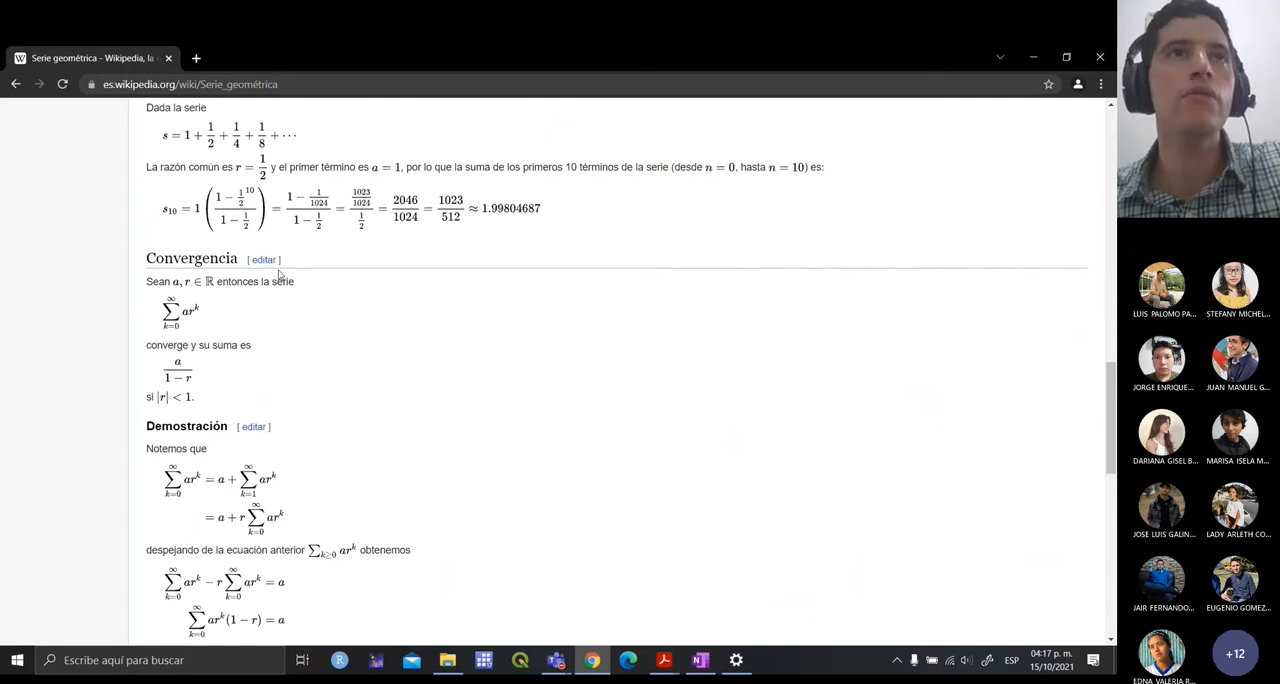 Serie geométrica - Wikipedia, la e
es.wikipedia.org/wiki/Serie_geométrica
Dada la serie
s = 1 + 1/2 + 1/4 + 1/8 + ⋯
La razón común es r = 1/2 y el primer término es a = 1, por lo que la suma de los primeros 10 términos de la serie (desde n = 0, hasta n = 10) es:
s₁₀ = 1 ( (1 − 1/2¹⁰) / (1 − 1/2) ) = (1 − 1/1024) / (1 − 1/2) = (1023/1024) / (1/2) = 2046/1024 = 1023/512 ≈ 1.99804687
Convergencia [ editar ]
Sean a, r ∈ ℝ entonces la serie
∑_{k=0}^{∞} ar^k
converge y su suma es
a / (1 − r)
si |r| < 1.
Demostración [ editar ]
Notemos que
∑_{k=0}^{∞} ar^k = a + ∑_{k=1}^{∞} ar^k
= a + r ∑_{k=0}^{∞} ar^k
despejando de la ecuación anterior ∑_{k≥0} ar^k obtenemos
∑_{k=0}^{∞} ar^k − r ∑_{k=0}^{∞} ar^k = a
∑_{k=0}^{∞} ar^k (1 − r) = a
LUIS PALOMO PA...
STEFANY MICHEL...
JORGE ENRIQUE...
JUAN MANUEL G...
DARIANA GISEL B...
MARISA ISELA M...
JOSE LUIS GALIN...
LADY ARLETH CO...
JAIR FERNANDO...
EUGENIO GOMEZ...
EDNA VALERIA R...
+12
Escribe aquí para buscar
ESP
04:17 p. m.
15/10/2021